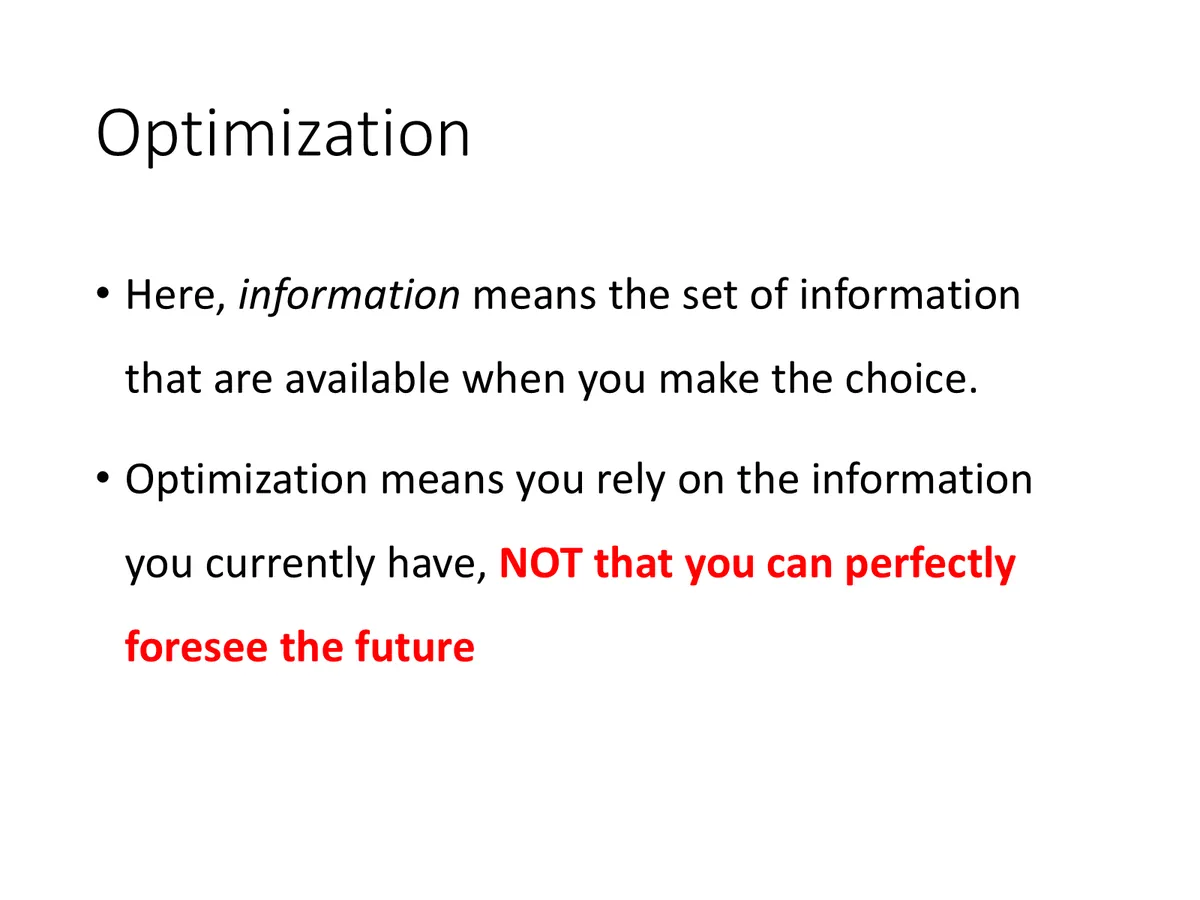 Optimization
• Here, information means the set of information
that are available when you make the choice.
• Optimization means you rely on the information
you currently have, NOT that you can perfectly
foresee the future